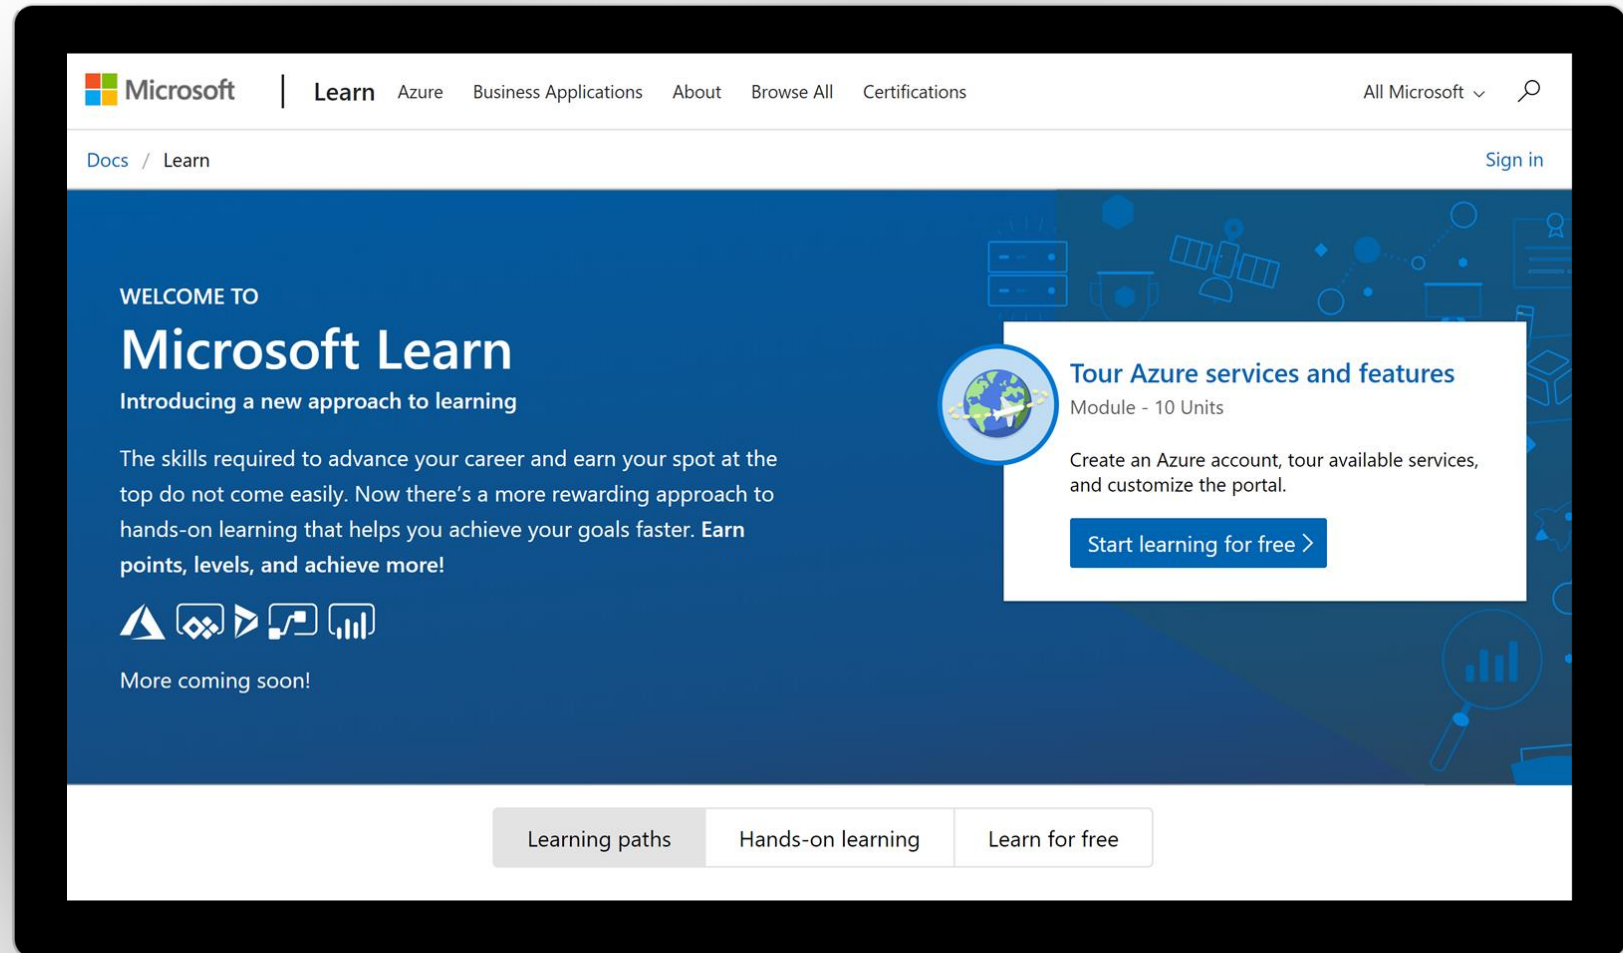 Microsoft | Learn Azure Business Applications About Browse All Certifications All Microsoft
Docs / Learn Sign in
WELCOME TO
Microsoft Learn
Introducing a new approach to learning
The skills required to advance your career and earn your spot at the
top do not come easily. Now there's a more rewarding approach to
hands-on learning that helps you achieve your goals faster. Earn
points, levels, and achieve more!
More coming soon!
Tour Azure services and features
Module - 10 Units
Create an Azure account, tour available services,
and customize the portal.
Start learning for free >
Learning paths Hands-on learning Learn for free